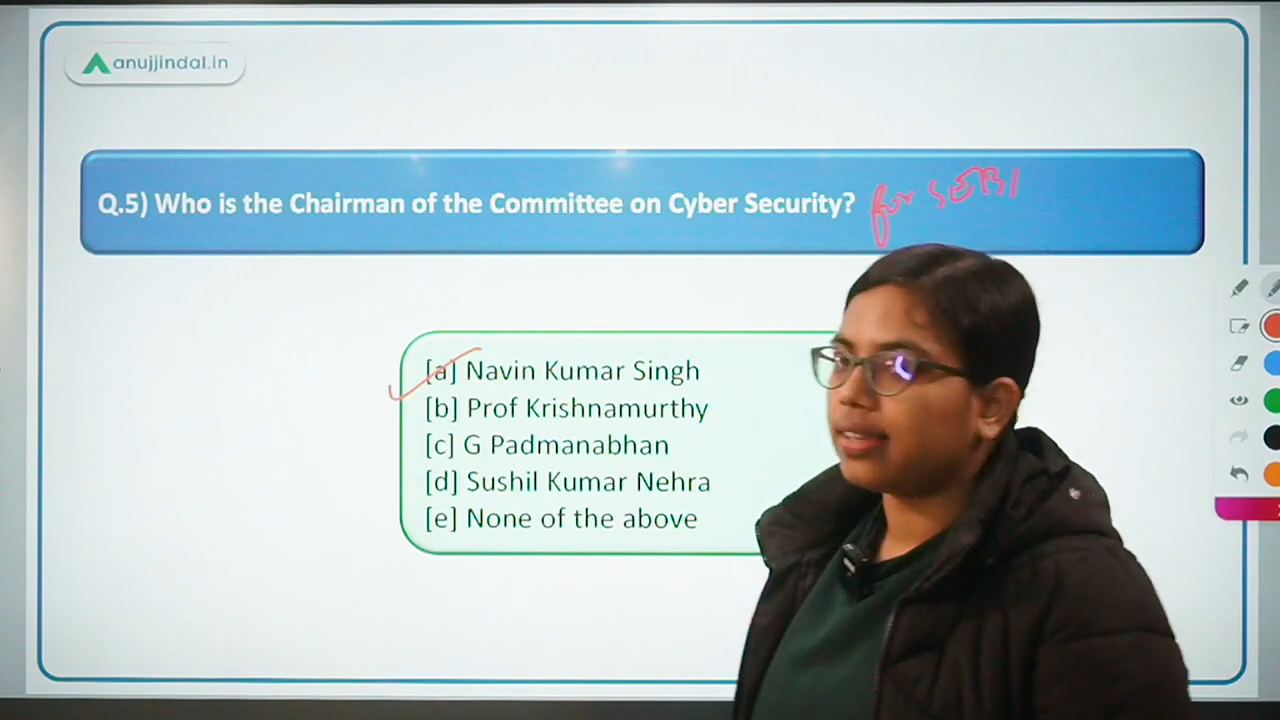 anujjindal.in
Q.5) Who is the Chairman of the Committee on Cyber Security? for SEBI
[a] Navin Kumar Singh
[b] Prof Krishnamurthy
[c] G Padmanabhan
[d] Sushil Kumar Nehra
[e] None of the above